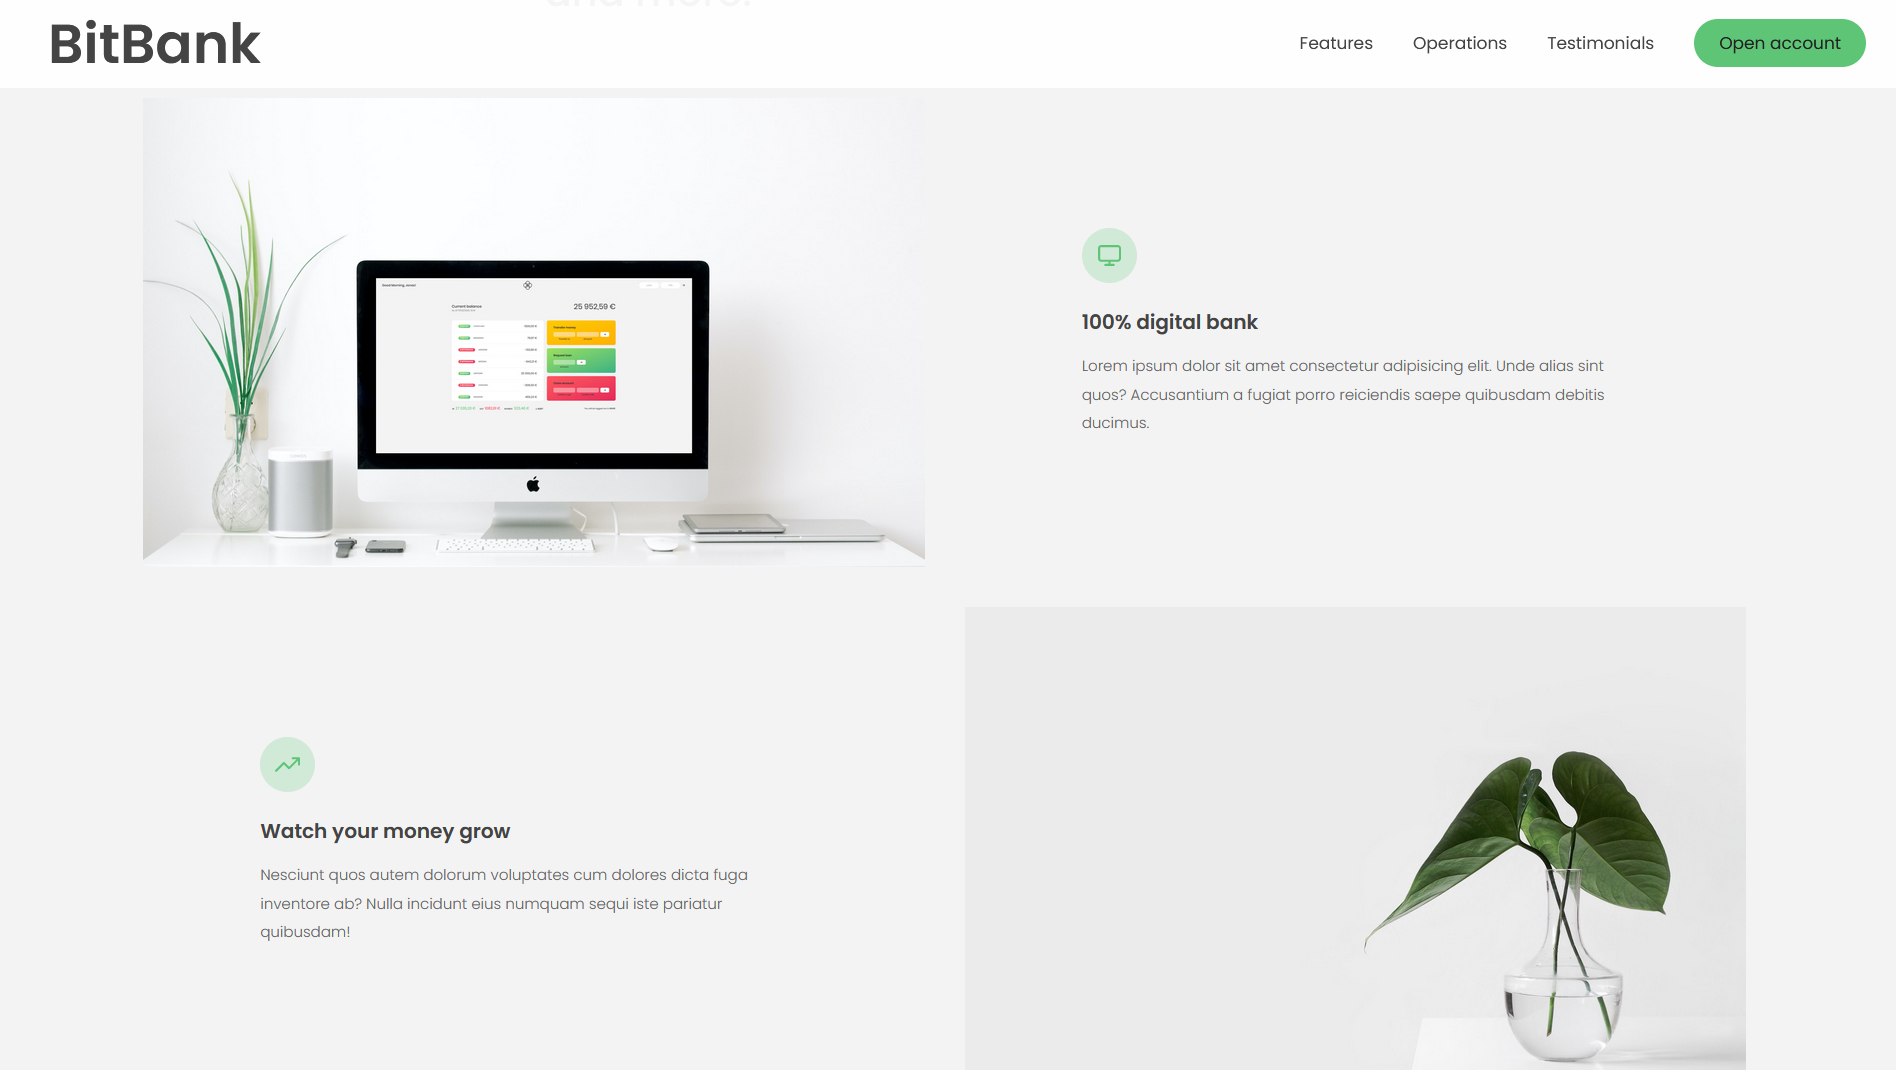 and more.
BitBank
Features
Operations
Testimonials
Open account
Current balance
25 952,59 €
100% digital bank
Lorem ipsum dolor sit amet consectetur adipisicing elit. Unde alias sint
quos? Accusantium a fugiat porro reiciendis saepe quibusdam debitis
ducimus.
Watch your money grow
Nesciunt quos autem dolorum voluptates cum dolores dicta fuga
inventore ab? Nulla incidunt eius numquam sequi iste pariatur
quibusdam!